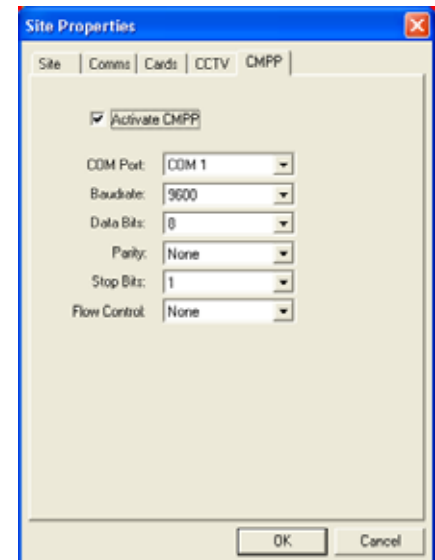 Site Properties
Site Comms Cards CCTV CMPP
Activate CMPP
COM Port: COM 1
Baudrate: 9600
Data Bits: 8
Parity: None
Stop Bits: 1
Flow Control: None
OK Cancel